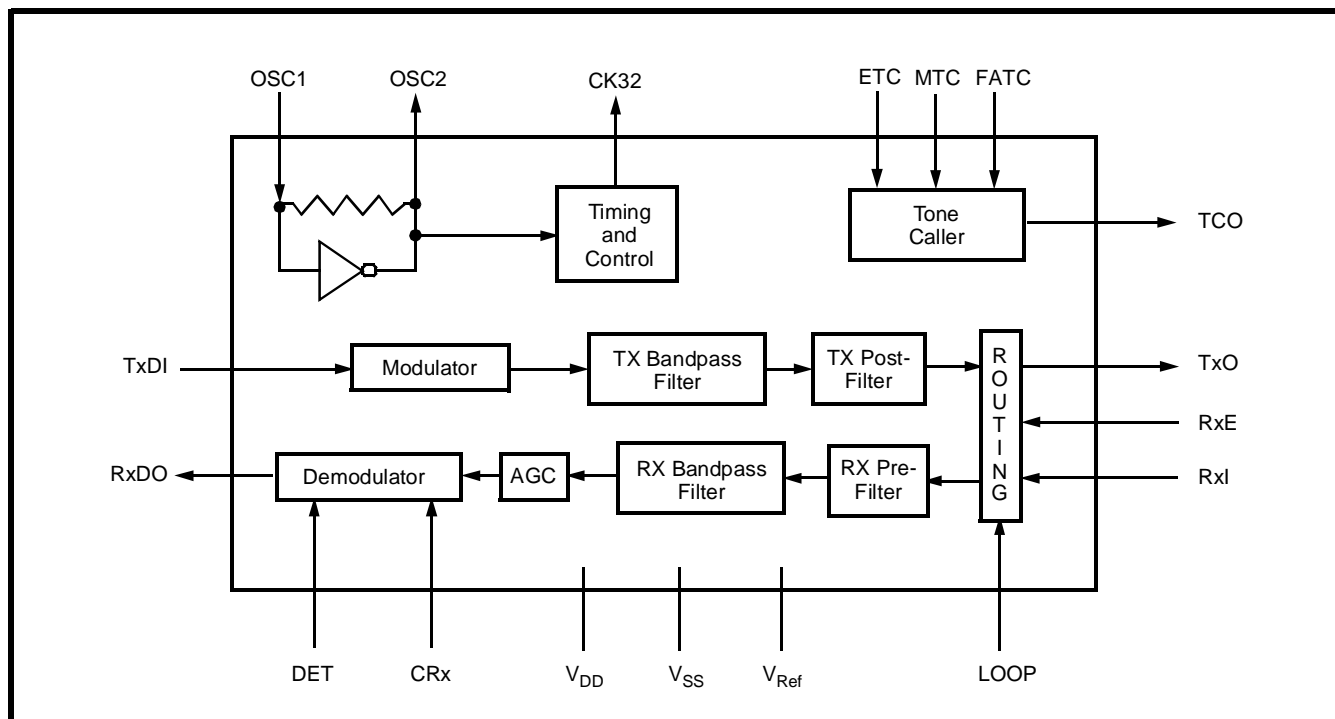 OSC1
OSC2
CK32
ETC
MTC
FATC
Timing
and
Control
Tone
Caller
TCO
TxDI
Modulator
TX Bandpass
Filter
TX Post-
Filter
ROUTING
TxO
RxE
RxDO
Demodulator
AGC
RX Bandpass
Filter
RX Pre-
Filter
RxI
DET
CRx
VDD
VSS
VRef
LOOP